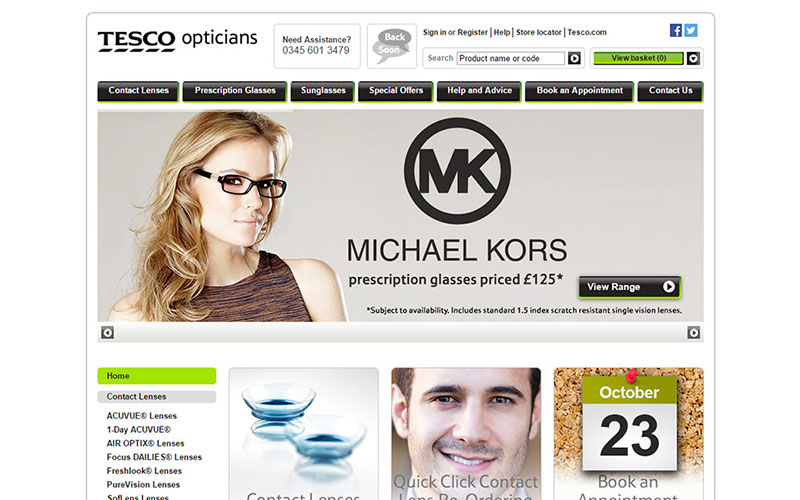 TESCO opticians
Need Assistance?
0345 601 3479
Back
Soon
Sign in or Register | Help | Store locator | Tesco.com
Search Product name or code
View basket (0)
Contact Lenses
Prescription Glasses
Sunglasses
Special Offers
Help and Advice
Book an Appointment
Contact Us
MK
MICHAEL KORS
prescription glasses priced £125*
View Range
*Subject to availability. Includes standard 1.5 index scratch resistant single vision lenses.
Home
Contact Lenses
ACUVUE® Lenses
1-Day ACUVUE®
AIR OPTIX® Lenses
Focus DAILIES® Lenses
Freshlook® Lenses
PureVision Lenses
SofLens Lenses
Contact Lenses
Quick Click Contact
Lens Re-Ordering
October
23
Book an
Appointment